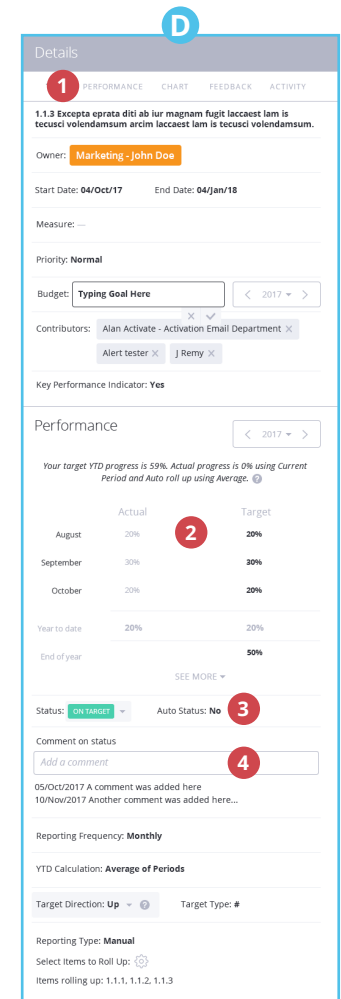 D
Details
1 PERFORMANCE CHART FEEDBACK ACTIVITY
1.1.3 Excepta eprata diti ab iur magnam fugit laccaest lam is
tecusci volendamsum arcim laccaest lam is tecusci volendamsum.
Owner: Marketing - John Doe
Start Date: 04/Oct/17 End Date: 04/Jan/18
Measure: —
Priority: Normal
Budget: Typing Goal Here 2017
Contributors: Alan Activate - Activation Email Department
Alert tester J Remy
Key Performance Indicator: Yes
Performance
2017
Your target YTD progress is 59%. Actual progress is 0% using Current
Period and Auto roll up using Average. ?
Actual Target
August 20% 2 20%
September 30% 30%
October 20% 20%
Year to date 20% 20%
End of year 50%
SEE MORE
Status: ON TARGET Auto Status: No 3
Comment on status
Add a comment 4
05/Oct/2017 A comment was added here
10/Nov/2017 Another comment was added here...
Reporting Frequency: Monthly
YTD Calculation: Average of Periods
Target Direction: Up ? Target Type: #
Reporting Type: Manual
Select Items to Roll Up:
Items rolling up: 1.1.1, 1.1.2, 1.1.3